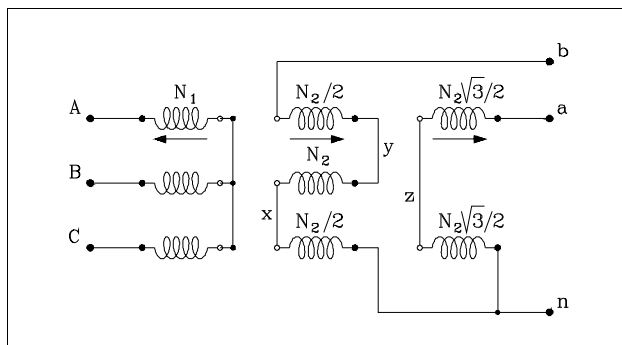 b
N₁ N₂/2 N₂√3/2
A a
y
B N₂
z
x
C N₂/2 N₂√3/2
n